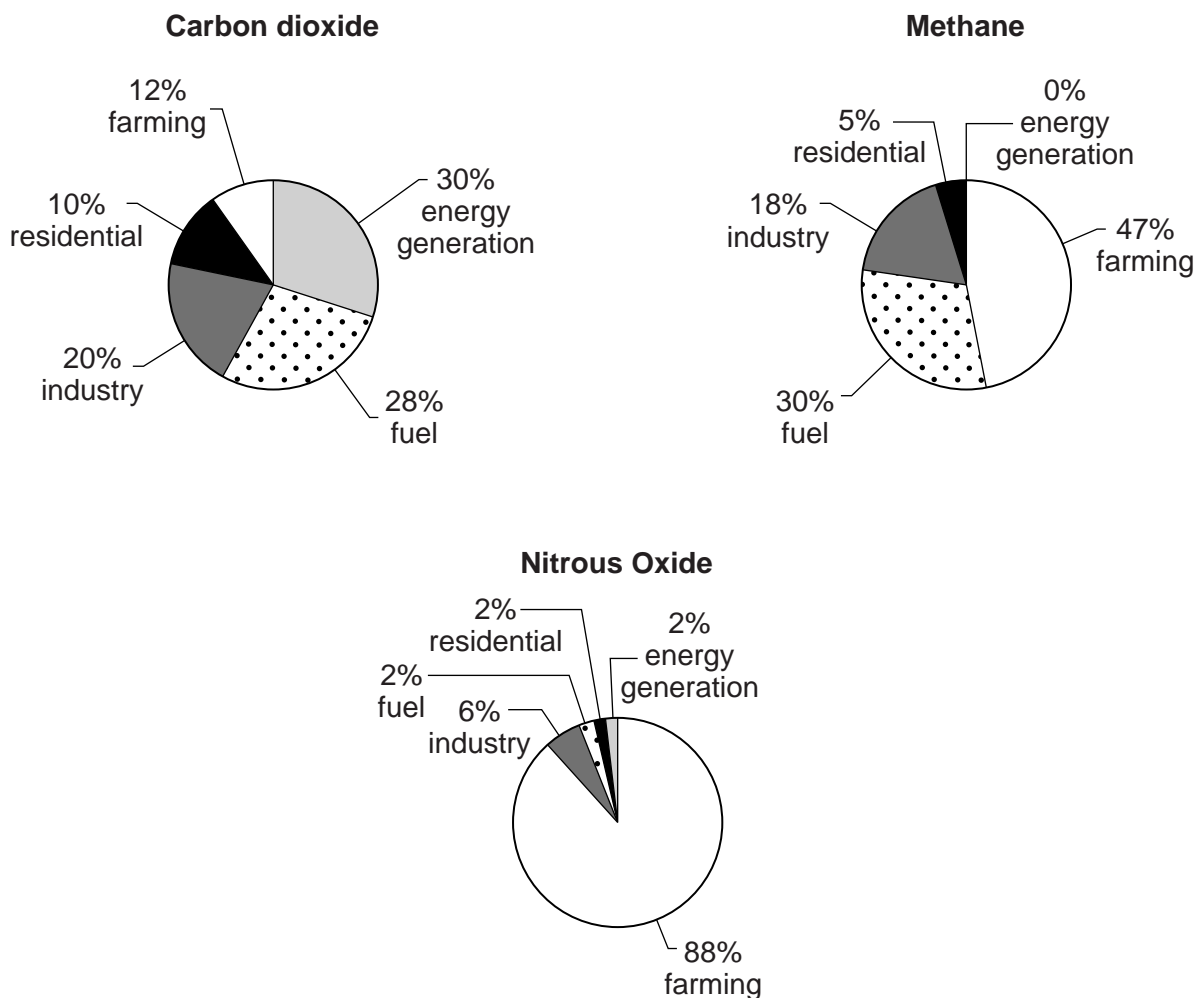 Carbon dioxide
12%
farming
30%
energy
generation
10%
residential
20%
industry
28%
fuel
Methane
0%
energy
generation
5%
residential
18%
industry
47%
farming
30%
fuel
Nitrous Oxide
2%
residential
2%
energy
generation
2%
fuel
6%
industry
88%
farming